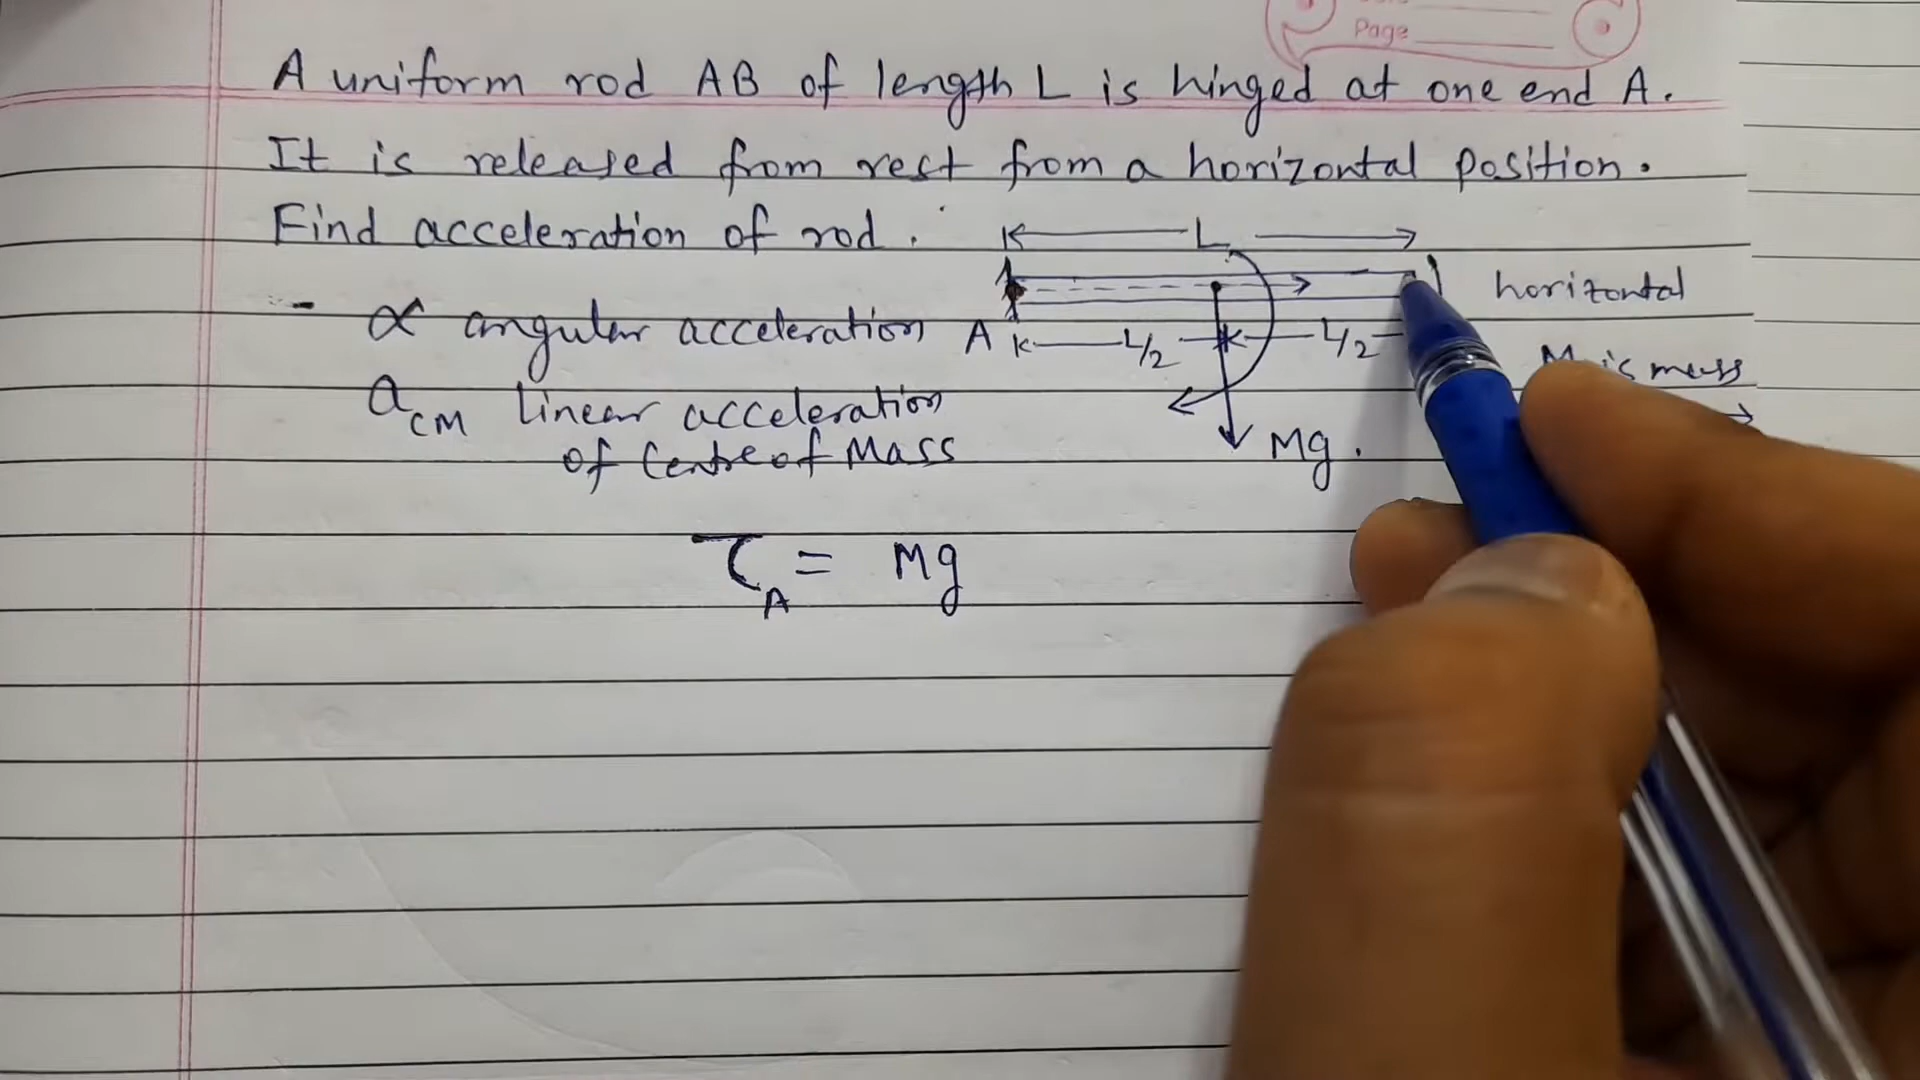 Page
A uniform rod AB of length L is hinged at one end A.
It is released from rest from a horizontal position.
Find acceleration of rod.
L
horizontal
α angular acceleration
A
L/2
L/2
M is mass
a_CM linear acceleration
of Centre of Mass
Mg.
τ_A = Mg